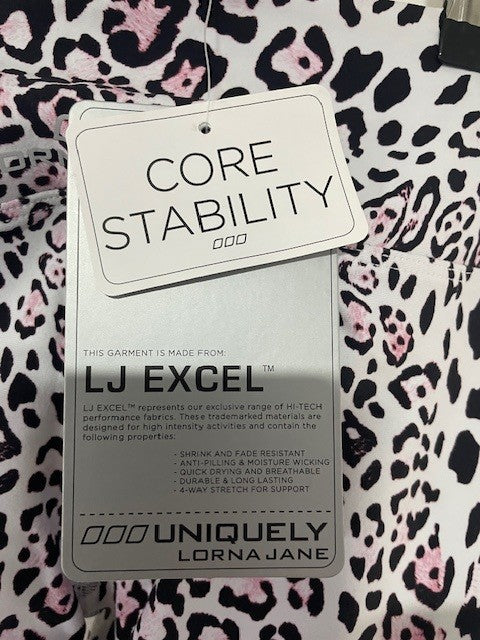 CORE
STABILITY
LORNA
THIS GARMENT IS MADE FROM:
LJ EXCEL™
LJ EXCEL™ represents our exclusive range of HI-TECH
performance fabrics. These trademarked materials are
designed for high intensity activities and contain the
following properties:
- SHRINK AND FADE RESISTANT
- ANTI-PILLING & MOISTURE WICKING
- QUICK DRYING AND BREATHABLE
- DURABLE & LONG LASTING
- 4-WAY STRETCH FOR SUPPORT
UNIQUELY
LORNA JANE